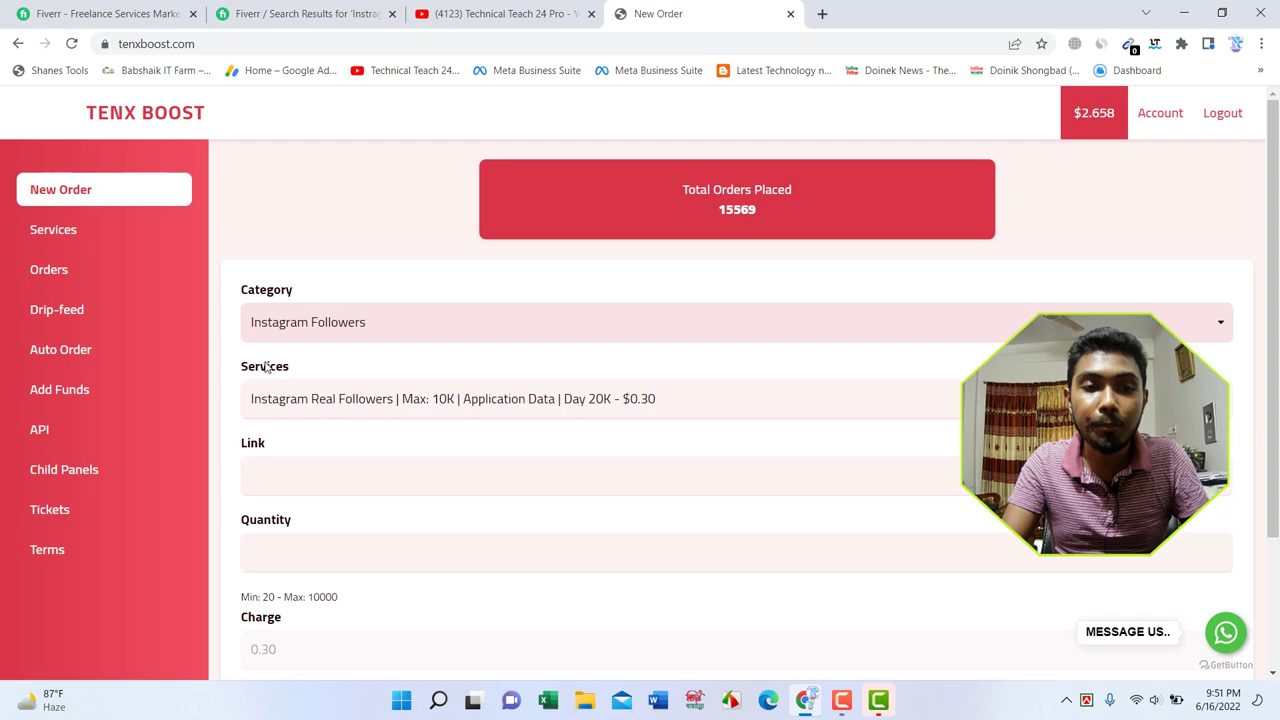 Fiverr - Freelance Services Marke
Search Results for 'Instag
(4123) Technical Data 24 Pro - Y
New Order
tenxboost.com
Shanes Tools
Babshaik IT Farm –...
Home – Google Ad...
Technical Teach 24...
Meta Business Suite
Meta Business Suite
Latest Technology n...
Doinek News - The...
Doinik Shongbad (...
Dashboard
»
TENX BOOST
$2.658
Account
Logout
New Order
Services
Orders
Drip-feed
Auto Order
Add Funds
API
Child Panels
Tickets
Terms
Total Orders Placed
15569
Category
Instagram Followers
Services
Instagram Real Followers | Max: 10K | Application Data | Day 20K - $0.30
Link
Quantity
Min: 20 - Max: 10000
Charge
0.30
MESSAGE US..
GetButton
87°F
Haze
9:51 PM
6/16/2022